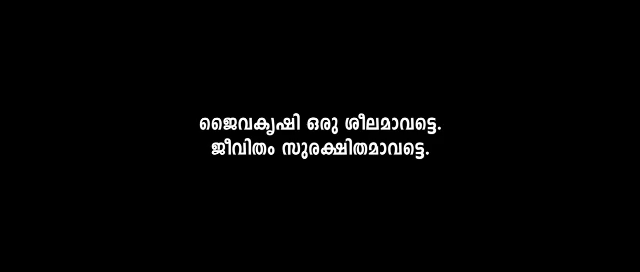 ജൈവകൃഷി ഒരു ശീലമാവട്ടെ.
ജീവിതം സുരക്ഷിതമാവട്ടെ.